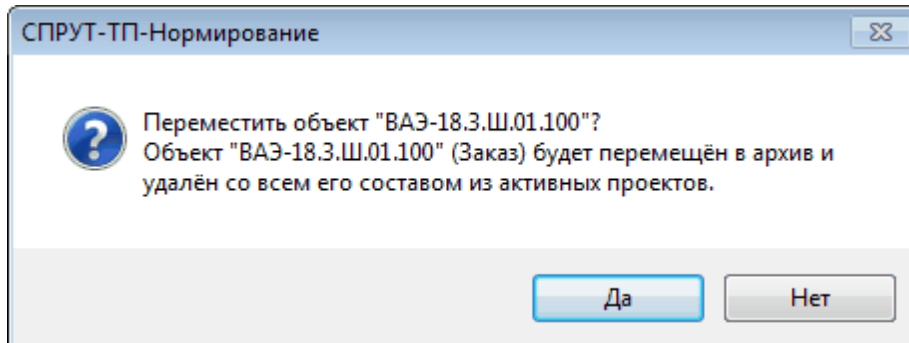 СПРУТ-ТП-Нормирование
Переместить объект "ВАЭ-18.3.Ш.01.100"?
Объект "ВАЭ-18.3.Ш.01.100" (Заказ) будет перемещён в архив и
удалён со всем его составом из активных проектов.
Да
Нет